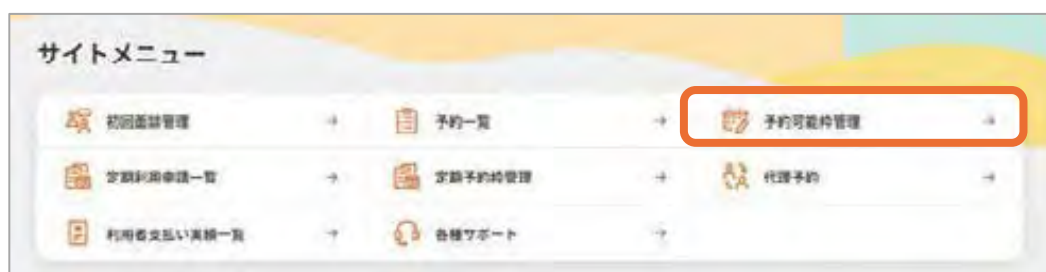 サイトメニュー
初回面談管理 → 予約一覧 → 予約可能枠管理 →
定期利用申請一覧 → 定期予約枠管理 → 代理予約 →
利用者支払い実績一覧 → 各種サポート →